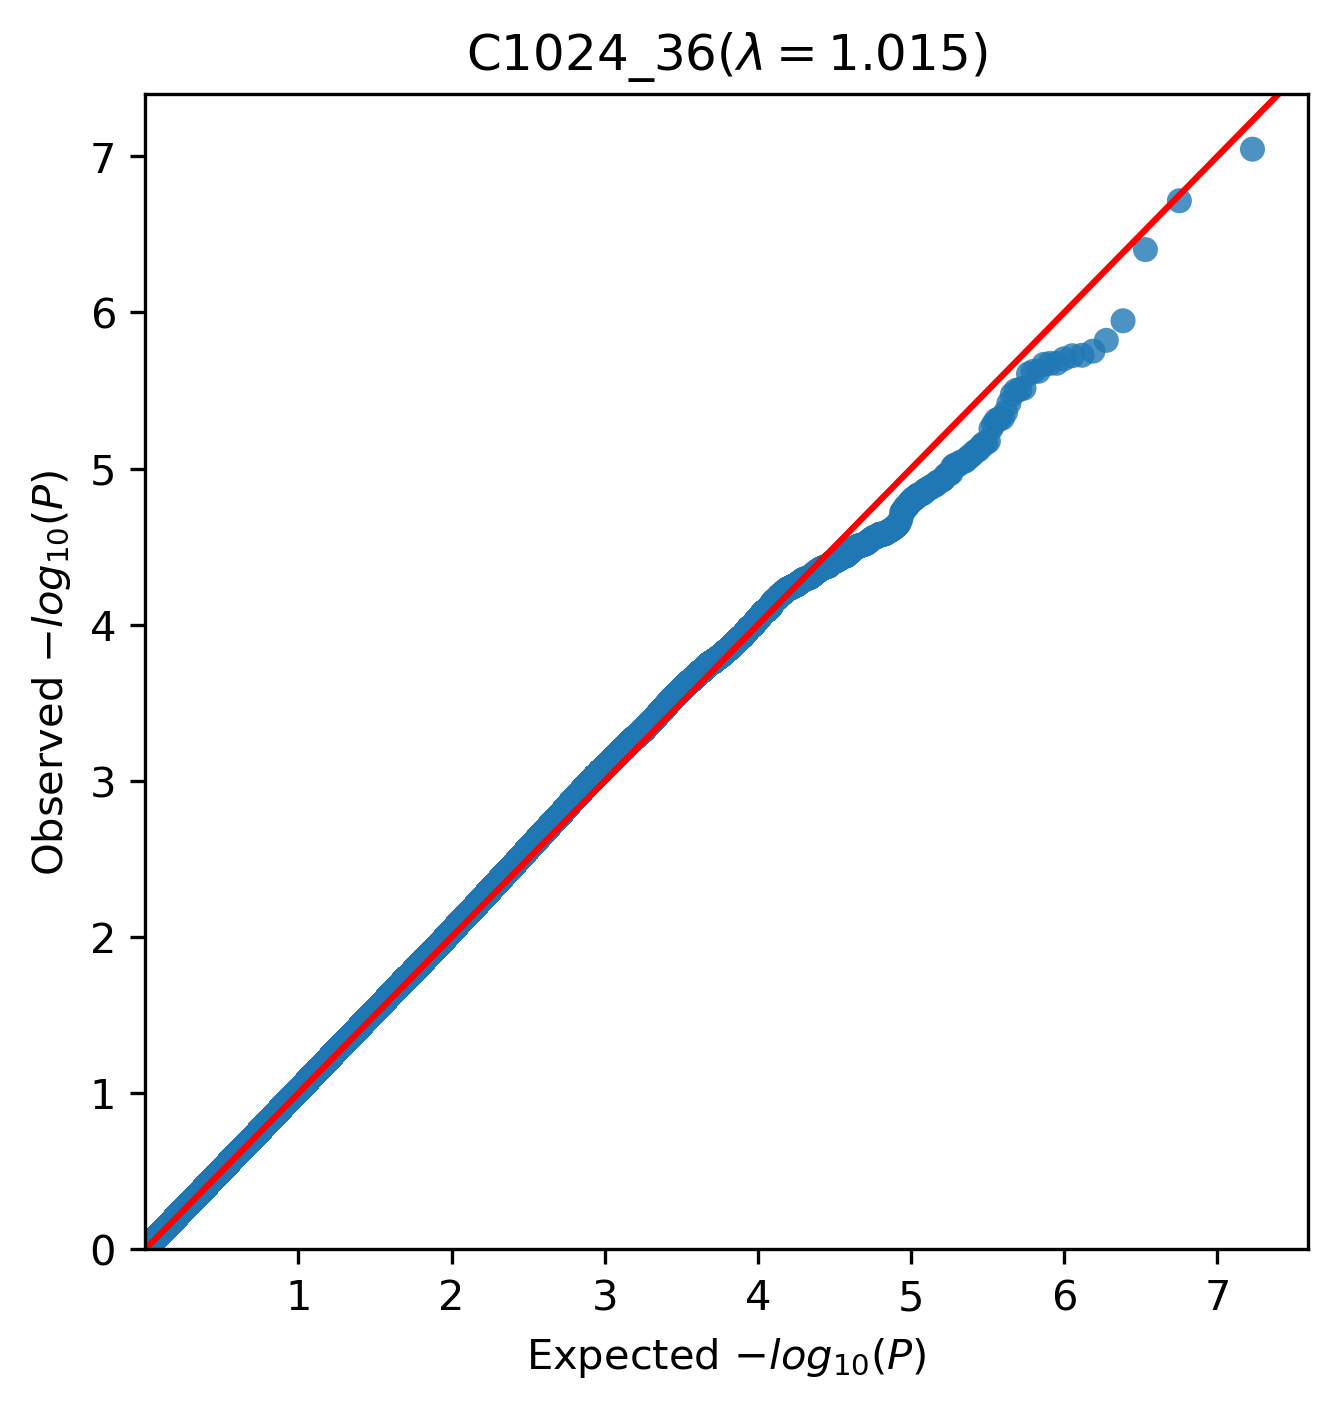 C1024_36(λ = 1.015)
Observed −log₁₀(P)
7
6
5
4
3
2
1
0
1 2 3 4 5 6 7
Expected −log₁₀(P)